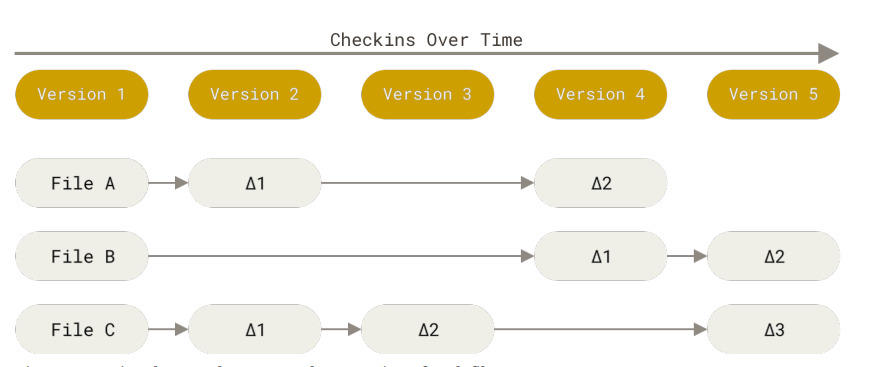 Checkins Over Time
Version 1 Version 2 Version 3 Version 4 Version 5
File A Δ1 Δ2
File B Δ1 Δ2
File C Δ1 Δ2 Δ3